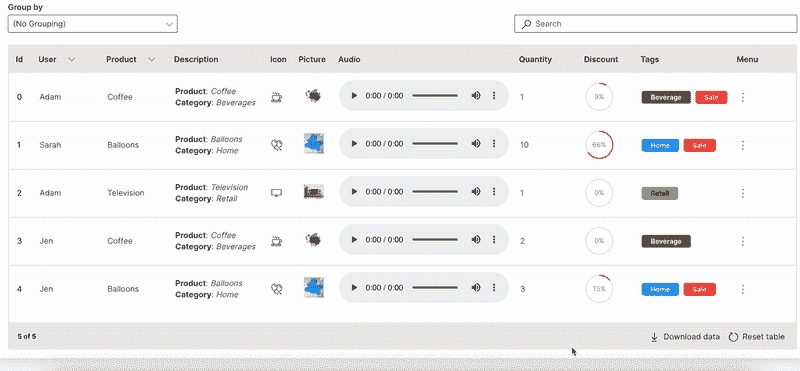 Group by
(No Grouping)
Search
Id User Product Description Icon Picture Audio Quantity Discount Tags Menu
0 Adam Coffee Product: Coffee Category: Beverages 0:00 / 0:00 1 9% Beverage Sale
1 Sarah Balloons Product: Balloons Category: Home 0:00 / 0:00 10 66% Home Sale
2 Adam Television Product: Television Category: Retail 0:00 / 0:00 1 0% Retail
3 Jen Coffee Product: Coffee Category: Beverages 0:00 / 0:00 2 0% Beverage
4 Jen Balloons Product: Balloons Category: Home 0:00 / 0:00 3 15% Home Sale
5 of 5 Download data Reset table